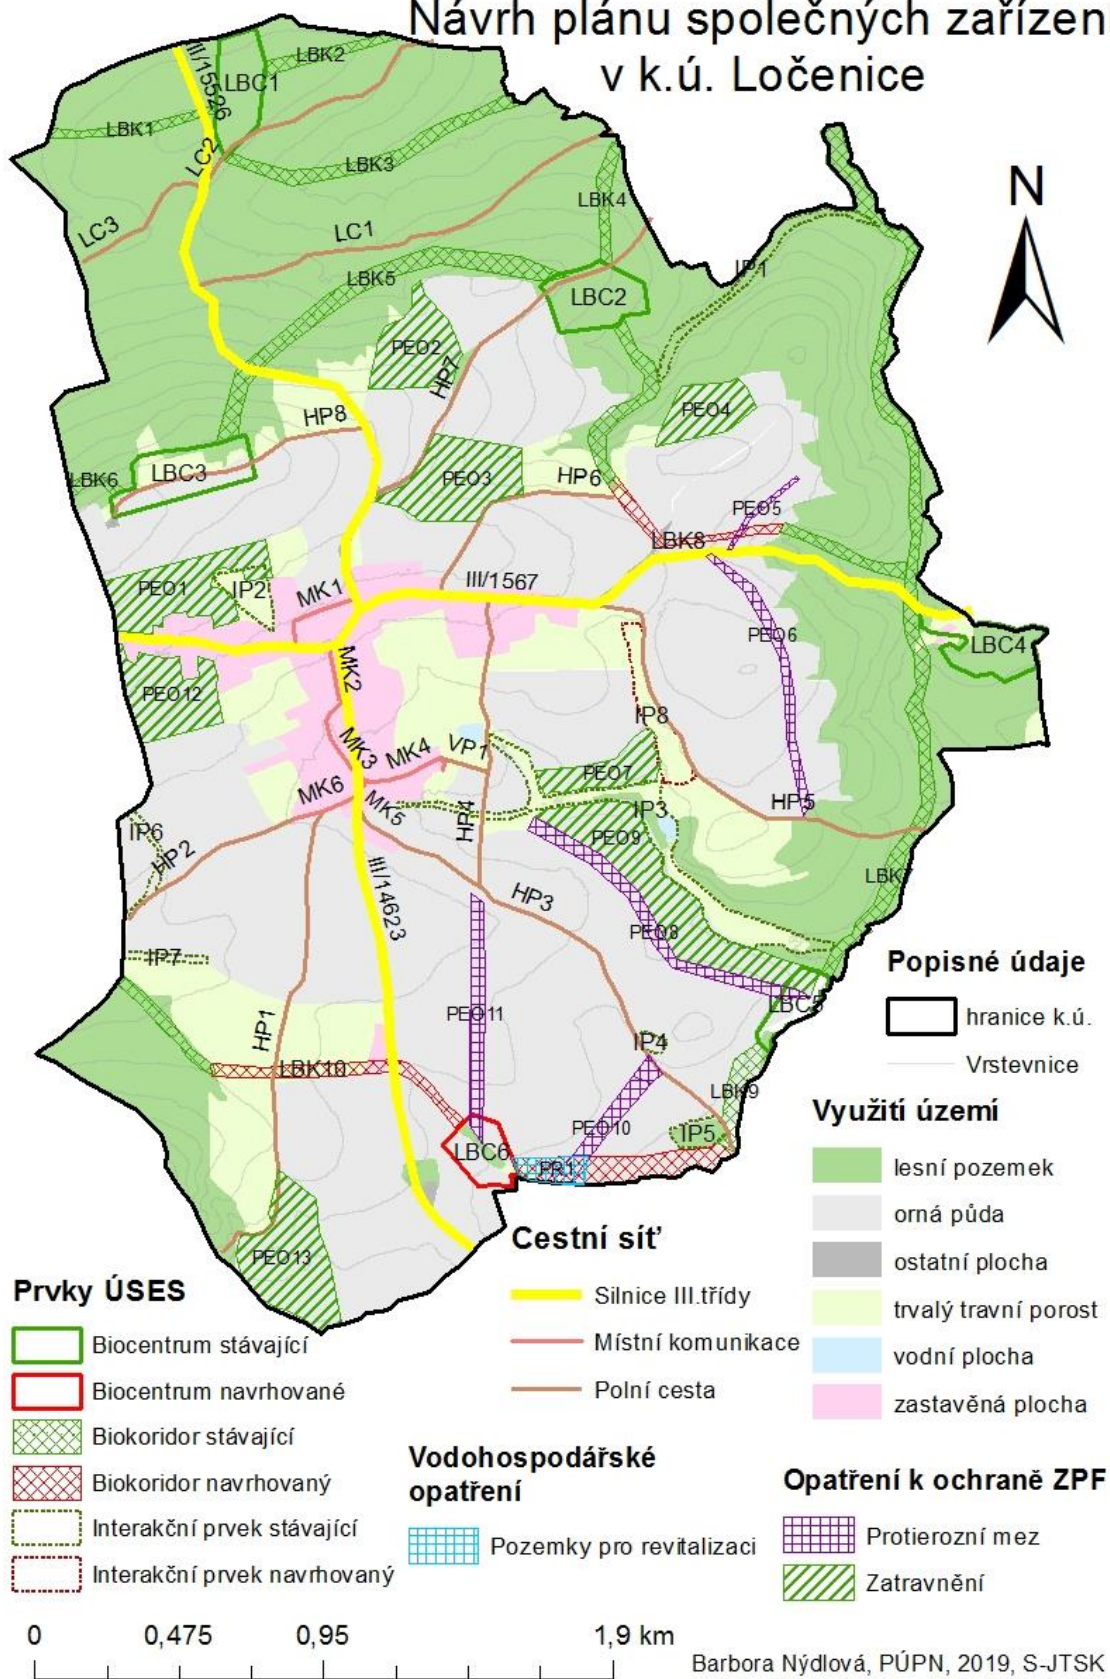 Návrh plánu společných zařízen
v k.ú. Ločenice
N
III/15526
LBK2
LBC1
LBK1
LC2
LBK3
LBK4
LC3
LC1
IP1
LBK5
LBC2
PEO2
HP7
PEO4
HP8
LBK6
LBC3
PEO3
HP6
PEO5
LBK8
PEO1
IP2
MK1
III/1567
PEO6
LBC4
MK2
PEO12
IP8
MK3
MK4
VP1
PEO7
MK6
MK5
HP4
IP3
HP5
IP6
HP2
PEO9
LBK7
III/14623
HP3
PEO8
IP7
LBC5
HP1
PEO11
IP4
LBK10
LBK9
PEO10
IP5
LBC6
PR1
PEO13
Popisné údaje
hranice k.ú.
Vrstevnice
Využití území
lesní pozemek
orná půda
ostatní plocha
trvalý travní porost
vodní plocha
zastavěná plocha
Cestní síť
Silnice III.třídy
Místní komunikace
Polní cesta
Prvky ÚSES
Biocentrum stávající
Biocentrum navrhované
Biokoridor stávající
Biokoridor navrhovaný
Interakční prvek stávající
Interakční prvek navrhovaný
Vodohospodářské
opatření
Pozemky pro revitalizaci
Opatření k ochraně ZPF
Protierozní mez
Zatravnění
0 0,475 0,95 1,9 km
Barbora Nýdlová, PÚPN, 2019, S-JTSK